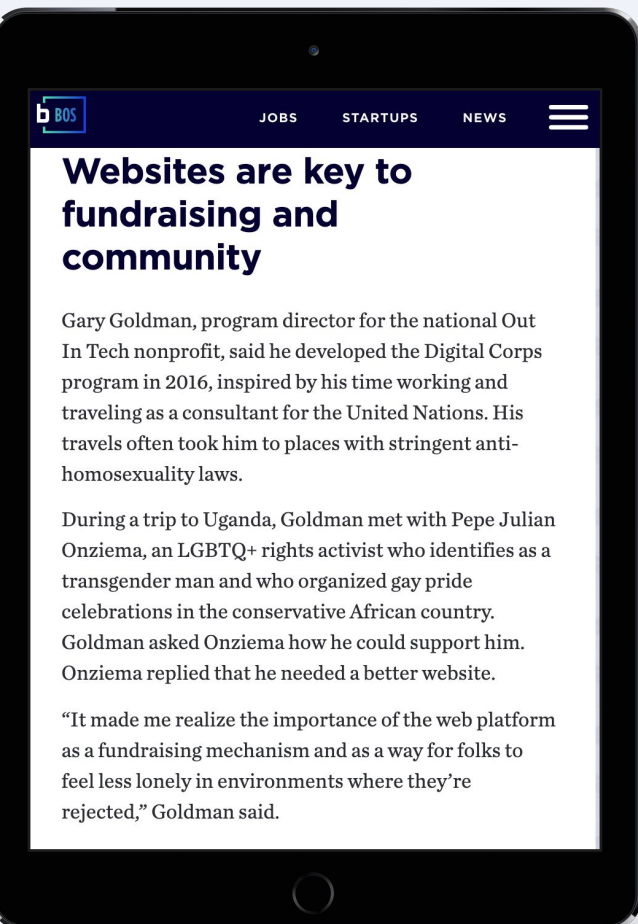 b BOS
JOBS STARTUPS NEWS
Websites are key to
fundraising and
community
Gary Goldman, program director for the national Out
In Tech nonprofit, said he developed the Digital Corps
program in 2016, inspired by his time working and
traveling as a consultant for the United Nations. His
travels often took him to places with stringent anti-
homosexuality laws.
During a trip to Uganda, Goldman met with Pepe Julian
Onziema, an LGBTQ+ rights activist who identifies as a
transgender man and who organized gay pride
celebrations in the conservative African country.
Goldman asked Onziema how he could support him.
Onziema replied that he needed a better website.
“It made me realize the importance of the web platform
as a fundraising mechanism and as a way for folks to
feel less lonely in environments where they’re
rejected,” Goldman said.